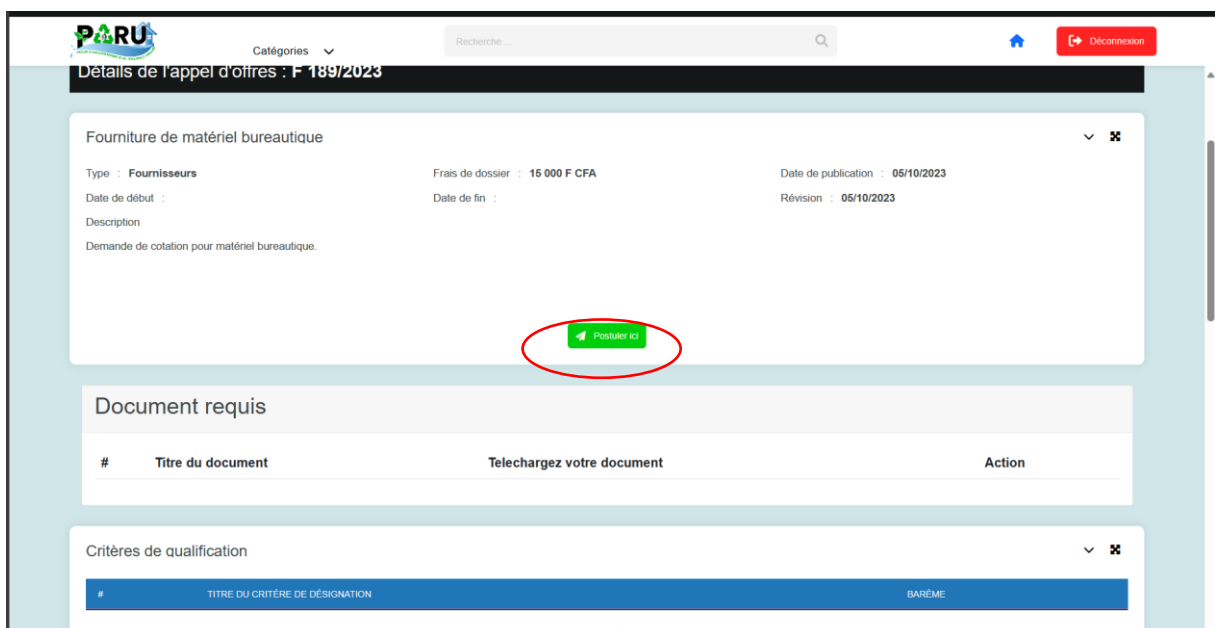 PARU
Catégories
Recherche ...
Déconnexion
Détails de l'appel d'offres : F 189/2023
Fourniture de matériel bureautique
Type : Fournisseurs
Frais de dossier : 15 000 F CFA
Date de publication : 05/10/2023
Date de début :
Date de fin :
Révision : 05/10/2023
Description
Demande de cotation pour matériel bureautique.
Postuler ici
Document requis
# Titre du document Telechargez votre document Action
Critères de qualification
# TITRE DU CRITÈRE DE DÉSIGNATION BARÈME